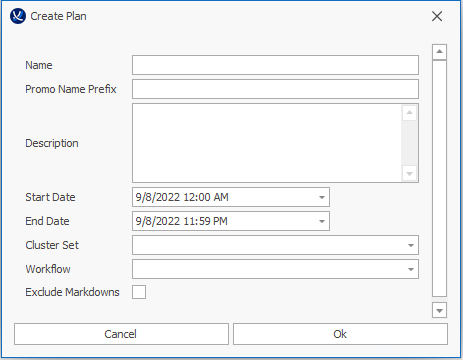 Create Plan
Name
Promo Name Prefix
Description
Start Date 9/8/2022 12:00 AM
End Date 9/8/2022 11:59 PM
Cluster Set
Workflow
Exclude Markdowns
Cancel Ok